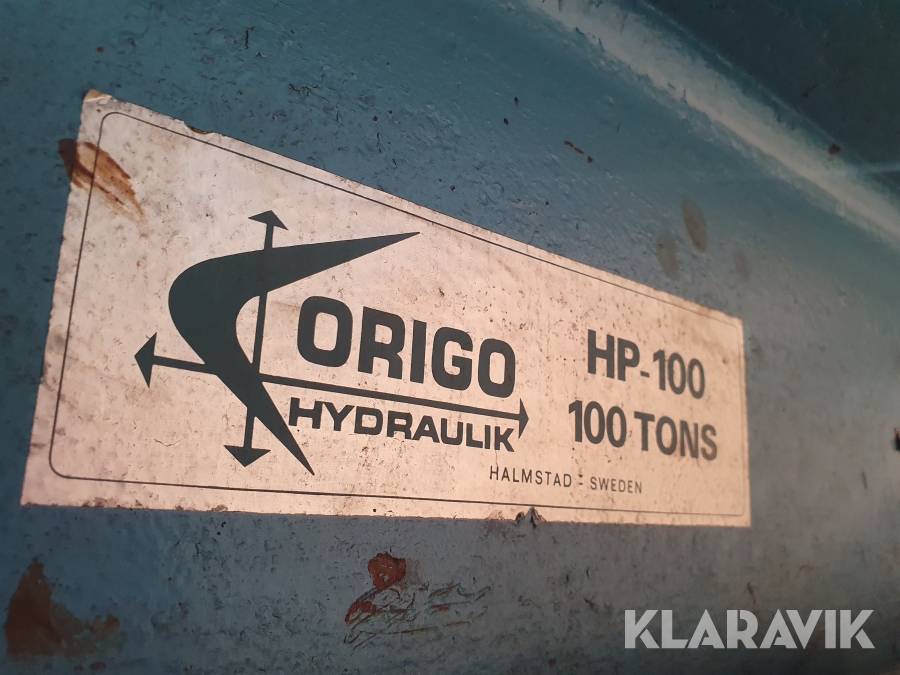 ORIGO
HYDRAULIK
HP-100
100 TONS
HALMSTAD - SWEDEN
KLARAVIK